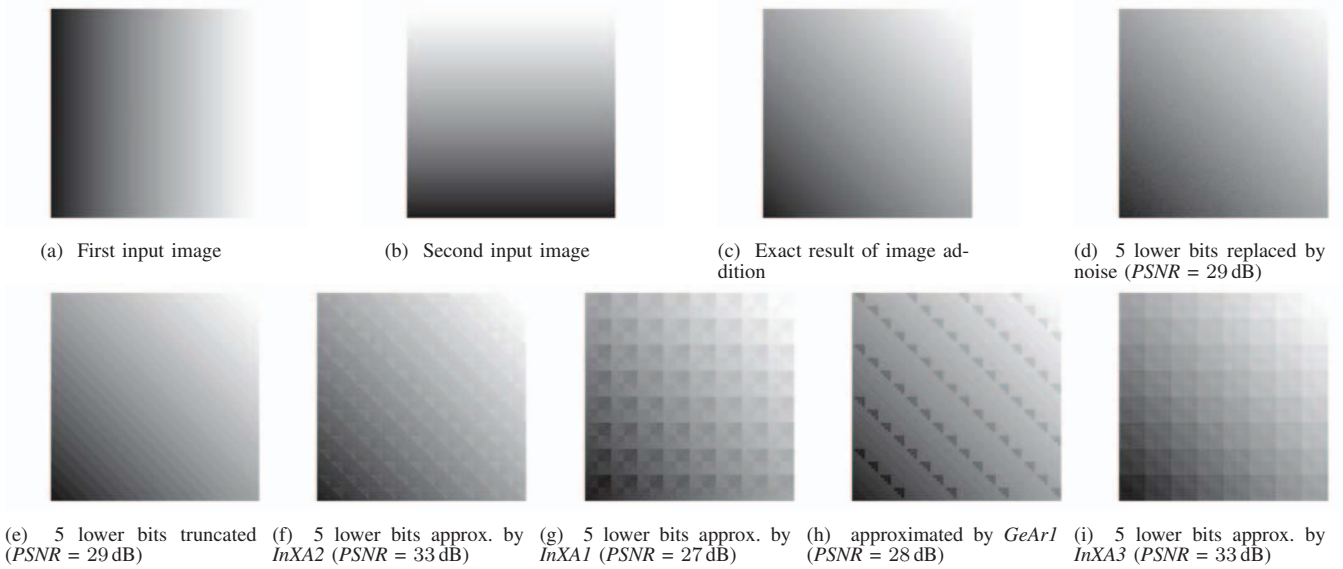 (a) First input image
(b) Second input image
(c) Exact result of image ad-
dition
(d) 5 lower bits replaced by
noise (PSNR = 29 dB)
(e) 5 lower bits truncated
(PSNR = 29 dB)
(f) 5 lower bits approx. by
InXA2 (PSNR = 33 dB)
(g) 5 lower bits approx. by
InXA1 (PSNR = 27 dB)
(h) approximated by GeAr1
(PSNR = 28 dB)
(i) 5 lower bits approx. by
InXA3 (PSNR = 33 dB)